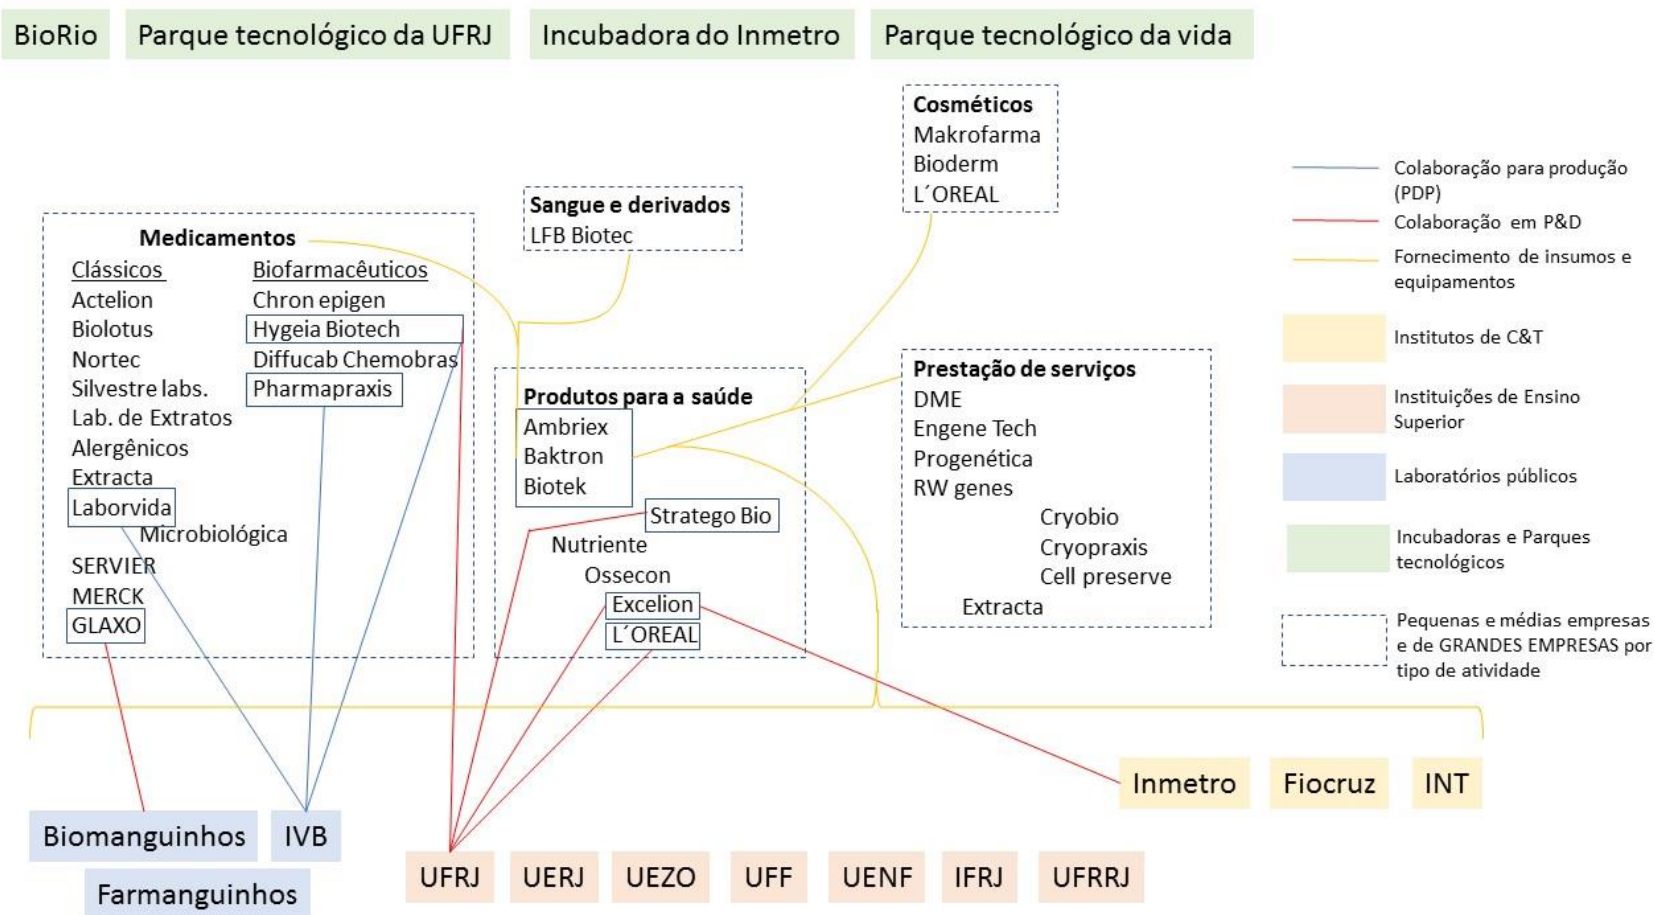 BioRio
Parque tecnológico da UFRJ
Incubadora do Inmetro
Parque tecnológico da vida
Cosméticos
Makrofarma
Bioderm
L´OREAL
Sangue e derivados
LFB Biotec
Medicamentos
Clássicos
Actelion
Biolotus
Nortec
Silvestre labs.
Lab. de Extratos
Alergênicos
Extracta
Laborvida
Microbiológica
SERVIER
MERCK
GLAXO
Biofarmacêuticos
Chron epigen
Hygeia Biotech
Diffucab Chemobras
Pharmapraxis
Produtos para a saúde
Ambriex
Baktron
Biotek
Stratego Bio
Nutriente
Ossecon
Excelion
L´OREAL
Prestação de serviços
DME
Engene Tech
Progenética
RW genes
Cryobio
Cryopraxis
Cell preserve
Extracta
Colaboração para produção
(PDP)
Colaboração em P&D
Fornecimento de insumos e
equipamentos
Institutos de C&T
Instituições de Ensino
Superior
Laboratórios públicos
Incubadoras e Parques
tecnológicos
Pequenas e médias empresas
e de GRANDES EMPRESAS por
tipo de atividade
Inmetro
Fiocruz
INT
Biomanguinhos
IVB
Farmanguinhos
UFRJ
UERJ
UEZO
UFF
UENF
IFRJ
UFRRJ